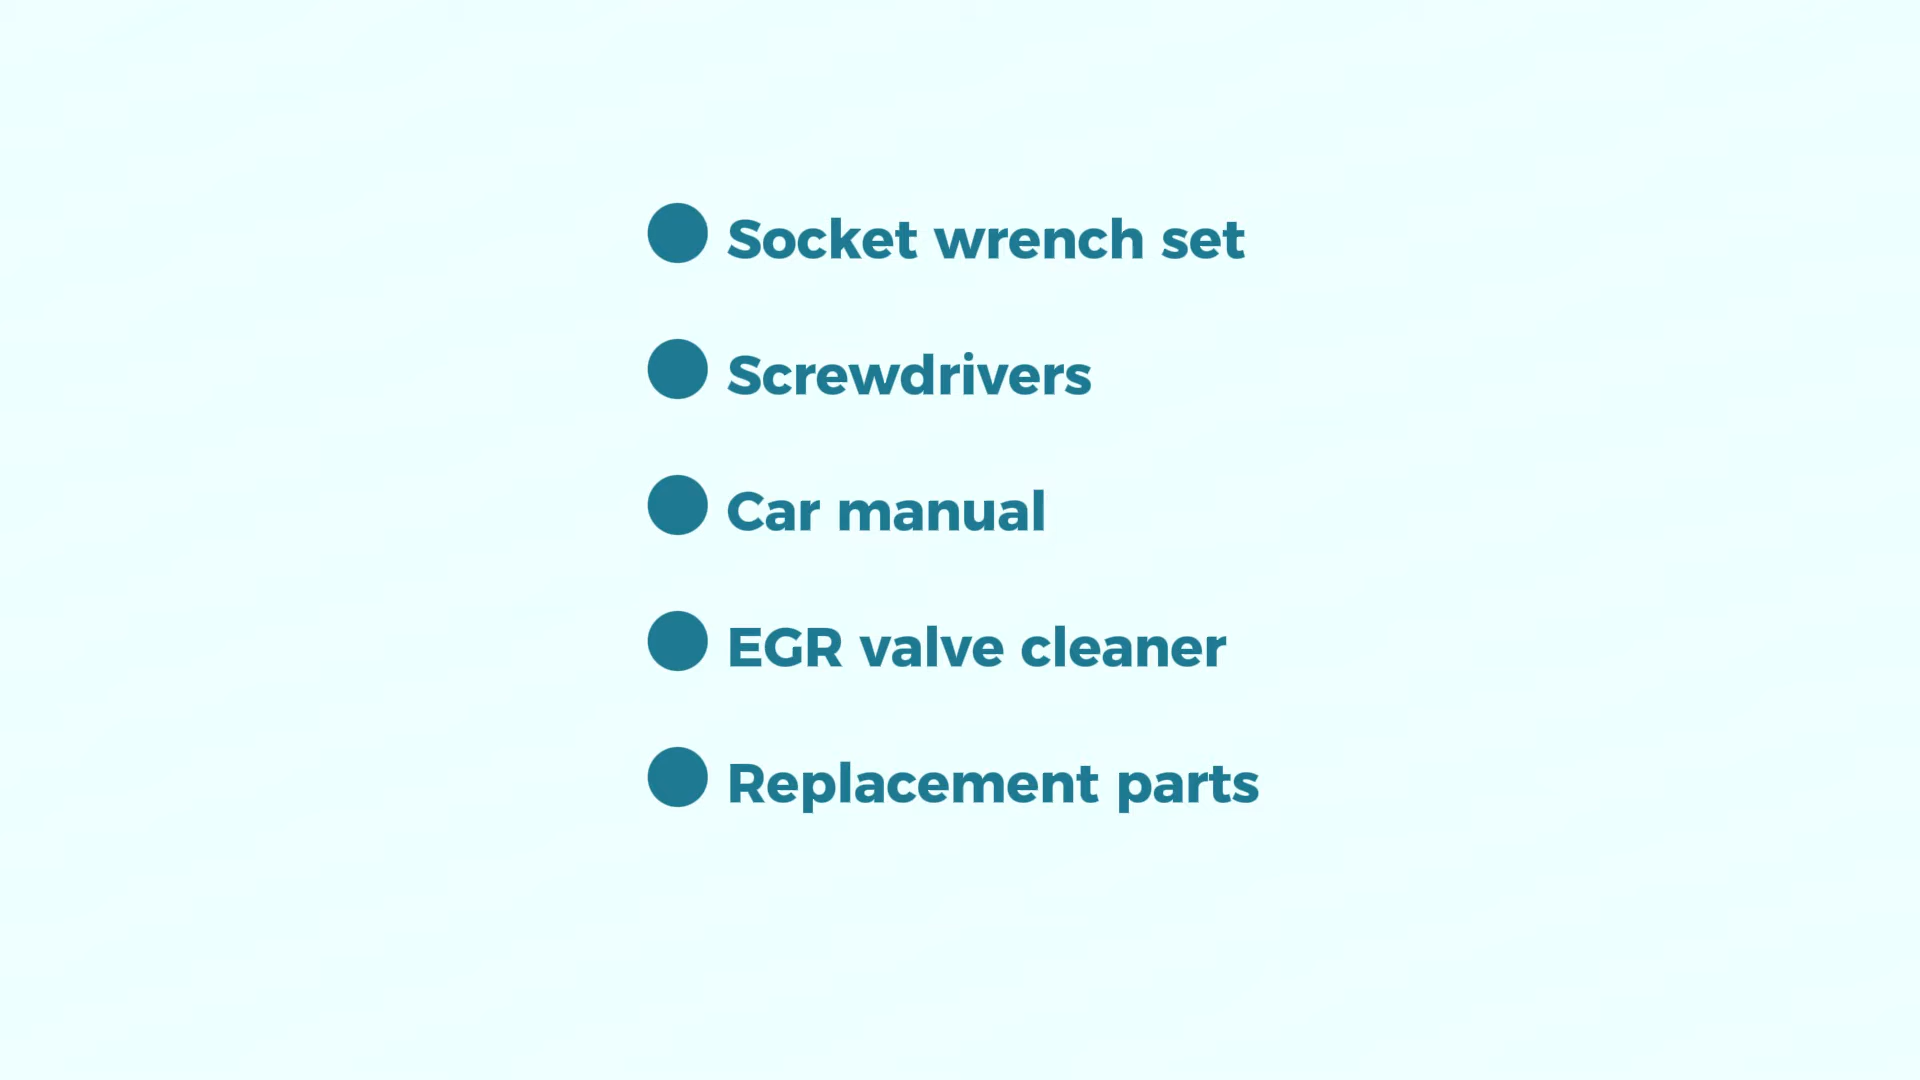 Socket wrench set
Screwdrivers
Car manual
EGR valve cleaner
Replacement parts